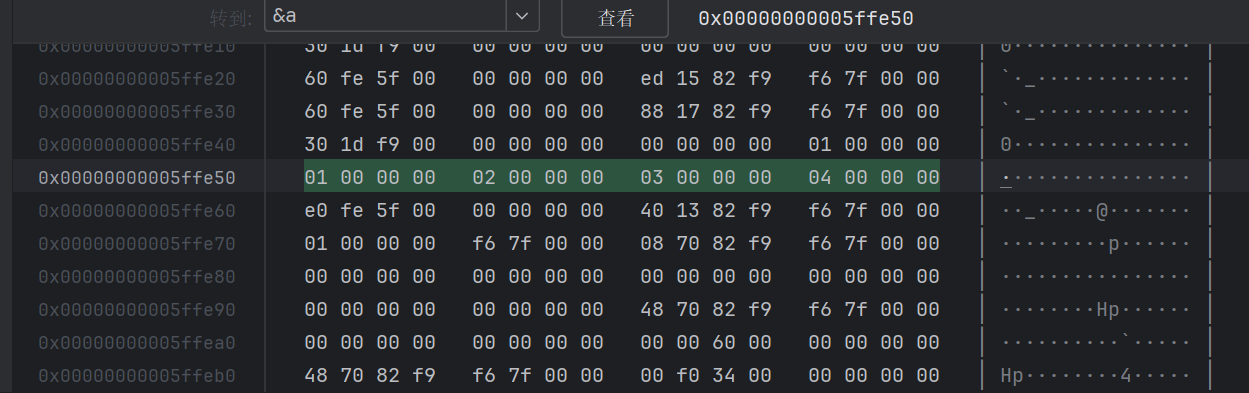 转到: &a 查看 0x00000000005ffe50
0x00000000005ffe10 30 1d f9 00 00 00 00 00 00 00 00 00 00 00 00 00 |0···············|
0x00000000005ffe20 60 fe 5f 00 00 00 00 00 ed 15 82 f9 f6 7f 00 00 |`·_·············|
0x00000000005ffe30 60 fe 5f 00 00 00 00 00 88 17 82 f9 f6 7f 00 00 |`·_·············|
0x00000000005ffe40 30 1d f9 00 00 00 00 00 00 00 00 00 01 00 00 00 |0···············|
0x00000000005ffe50 01 00 00 00 02 00 00 00 03 00 00 00 04 00 00 00 |················|
0x00000000005ffe60 e0 fe 5f 00 00 00 00 00 40 13 82 f9 f6 7f 00 00 |··_·····@·······|
0x00000000005ffe70 01 00 00 00 f6 7f 00 00 08 70 82 f9 f6 7f 00 00 |·········p······|
0x00000000005ffe80 00 00 00 00 00 00 00 00 00 00 00 00 00 00 00 00 |················|
0x00000000005ffe90 00 00 00 00 00 00 00 00 48 70 82 f9 f6 7f 00 00 |········Hp······|
0x00000000005ffea0 00 00 00 00 00 00 00 00 00 00 60 00 00 00 00 00 |··········`·····|
0x00000000005ffeb0 48 70 82 f9 f6 7f 00 00 00 f0 34 00 00 00 00 00 |Hp········4·····|